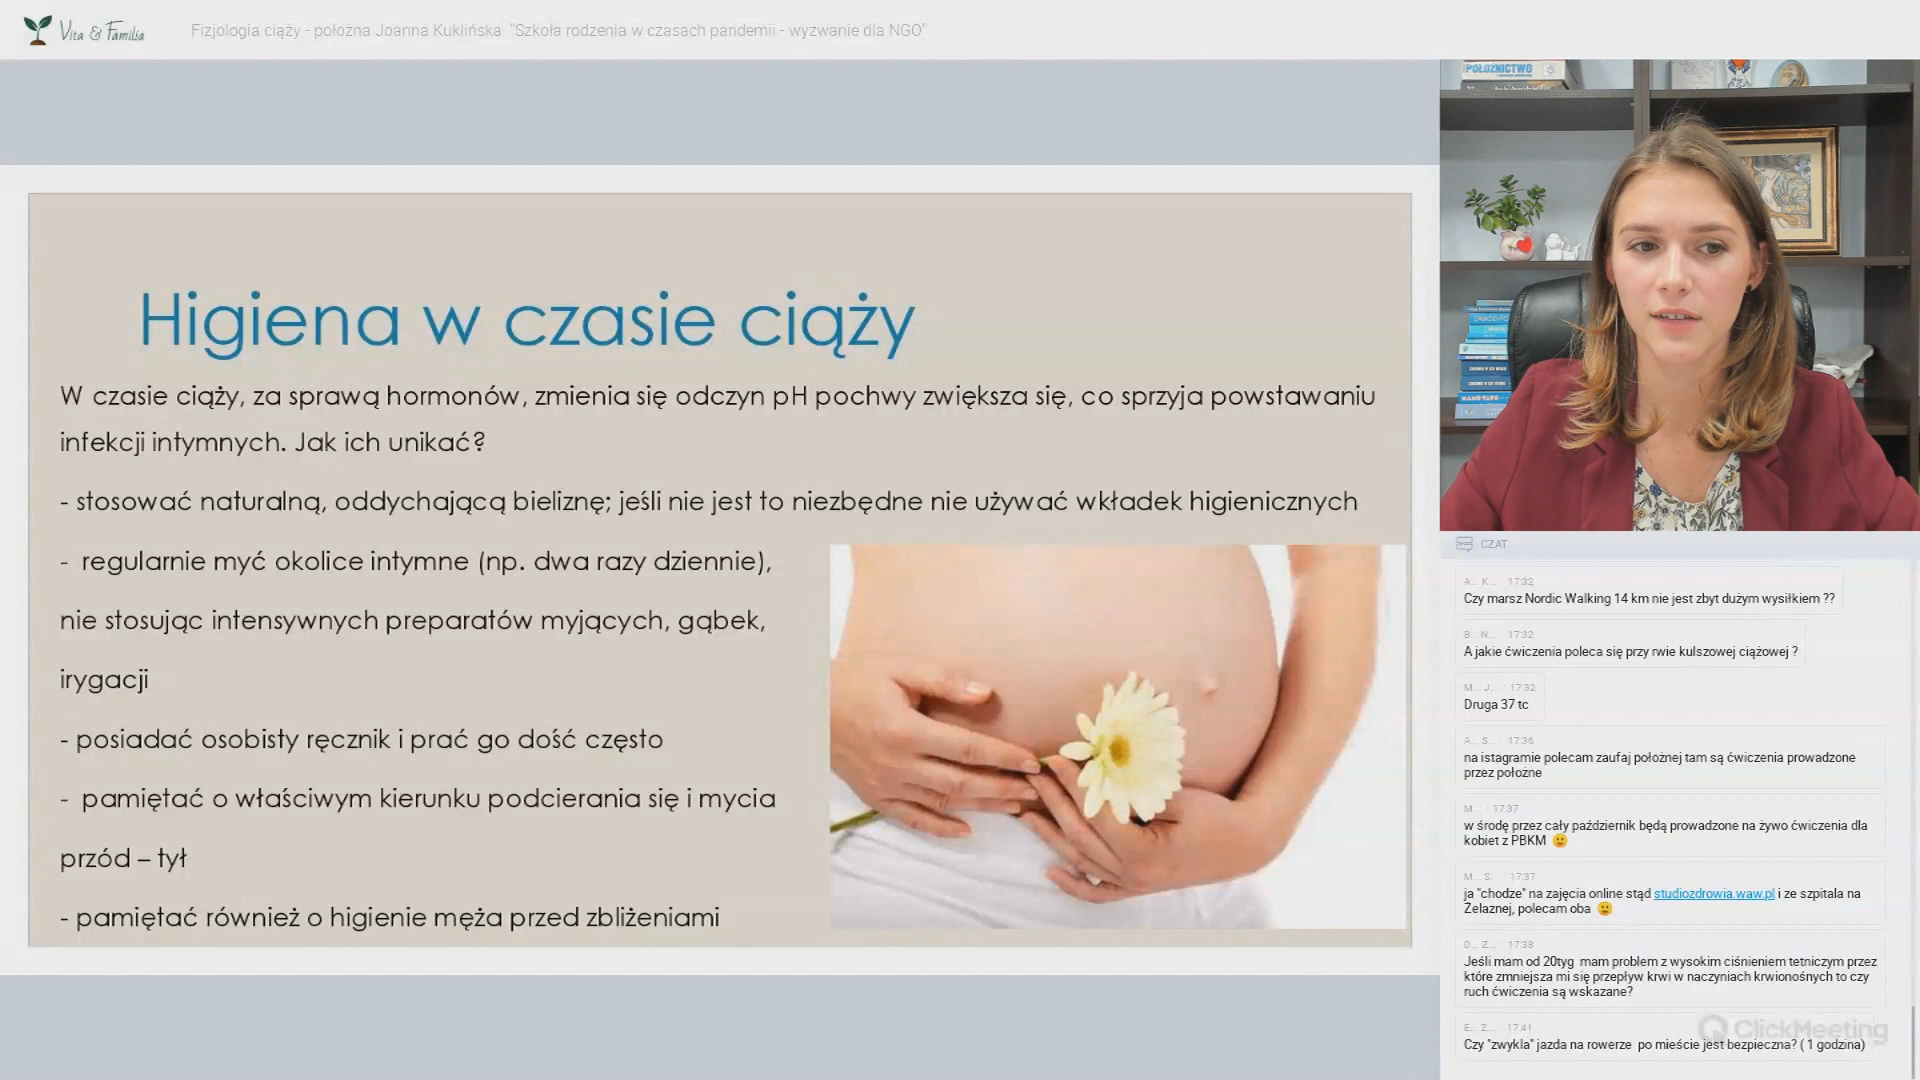 Vita & Familia
Fizjologia ciąży - położna Joanna Kuklińska. "Szkoła rodzenia w czasach pandemii - wyzwanie dla NGO"
POŁOŻNICTWO
Higiena w czasie ciąży
W czasie ciąży, za sprawą hormonów, zmienia się odczyn pH pochwy zwiększa się, co sprzyja powstawaniu
infekcji intymnych. Jak ich unikać?
- stosować naturalną, oddychającą bieliznę; jeśli nie jest to niezbędne nie używać wkładek higienicznych
- regularnie myć okolice intymne (np. dwa razy dziennie),
nie stosując intensywnych preparatów myjących, gąbek,
irygacji
- posiadać osobisty ręcznik i prać go dość często
- pamiętać o właściwym kierunku podcierania się i mycia
przód – tył
- pamiętać również o higienie męża przed zbliżeniami
CZAT
A... K... 17:32
Czy marsz Nordic Walking 14 km nie jest zbyt dużym wysiłkiem ??
B... N... 17:32
A jakie ćwiczenia poleca się przy rwie kulszowej ciążowej ?
M... J... 17:32
Druga 37 tc
A... S... 17:36
na istagramie polecam zaufaj położnej tam są ćwiczenia prowadzone
przez położne
M... 17:37
w środę przez cały październik będą prowadzone na żywo ćwiczenia dla
kobiet z PBKM 🙂
M... S. 17:37
ja "chodze" na zajęcia online stąd studiozdrowia.waw.pl i ze szpitala na
Żelaznej, polecam oba 🙂
D... Z... 17:38
Jeśli mam od 20tyg mam problem z wysokim ciśnieniem tetniczym przez
które zmniejsza mi się przepływ krwi w naczyniach krwionośnych to czy
ruch ćwiczenia są wskazane?
E... Z... 17:41
Czy "zwykla" jazda na rowerze po mieście jest bezpieczna? ( 1 godzina)
ClickMeeting